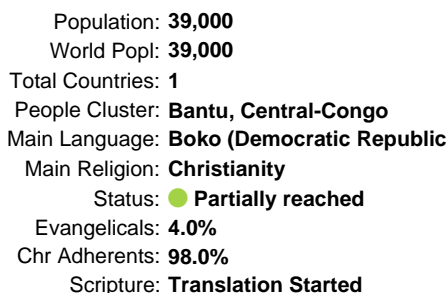 Population: 39,000
World Popl: 39,000
Total Countries: 1
People Cluster: Bantu, Central-Congo
Main Language: Boko (Democratic Republic
Main Religion: Christianity
Status: Partially reached
Evangelicals: 4.0%
Chr Adherents: 98.0%
Scripture: Translation Started